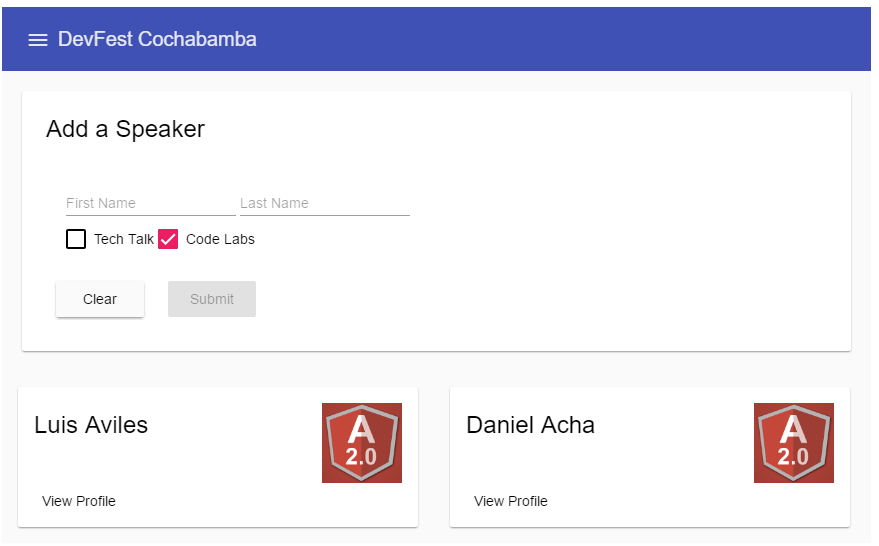 DevFest Cochabamba
Add a Speaker
First Name Last Name
Tech Talk Code Labs
Clear Submit
Luis Aviles
A
2.0
View Profile
Daniel Acha
A
2.0
View Profile